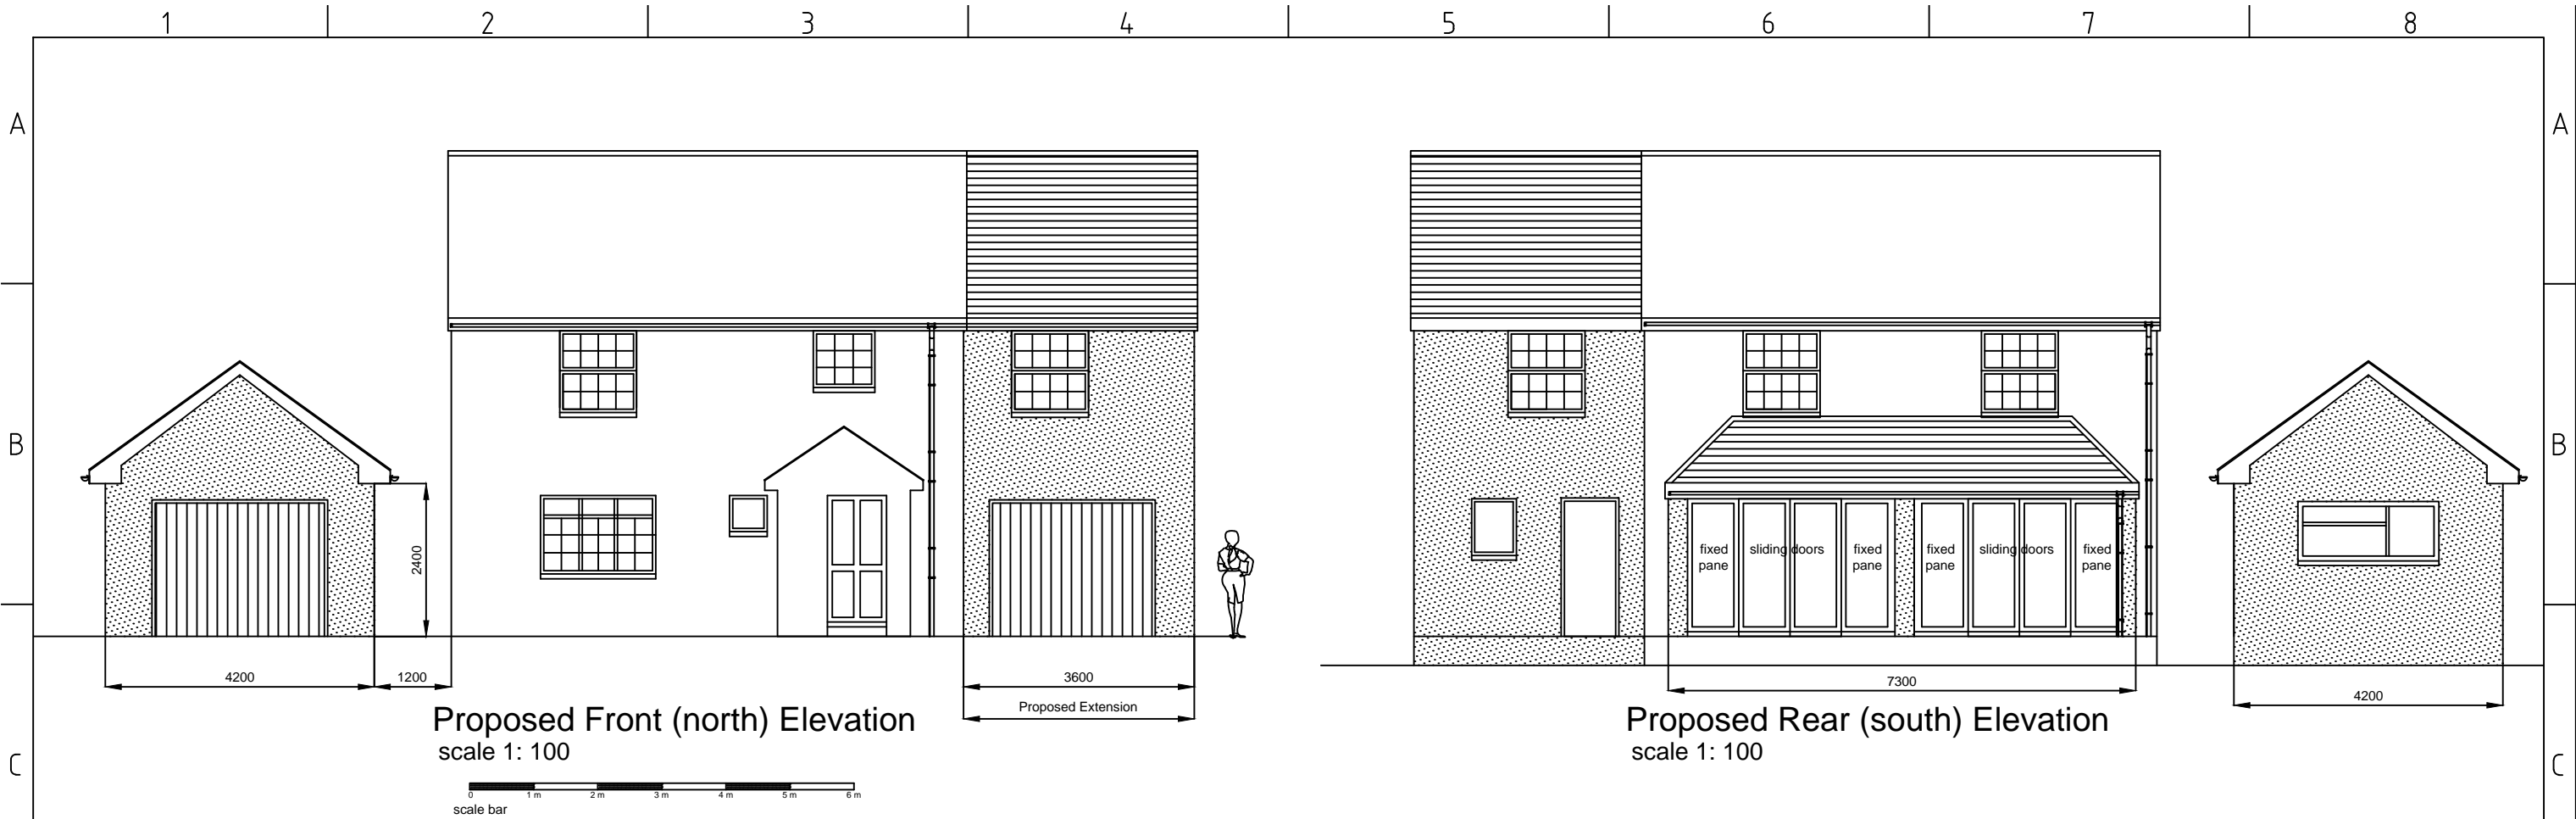 1 2 3 4 5 6 7 8
A A
B B
C C
2400
4200 1200 3600
Proposed Extension
Proposed Front (north) Elevation
scale 1: 100
0 1 m 2 m 3 m 4 m 5 m 6 m
scale bar
fixed
pane
sliding doors
fixed
pane
fixed
pane
sliding doors
fixed
pane
7300
4200
Proposed Rear (south) Elevation
scale 1: 100